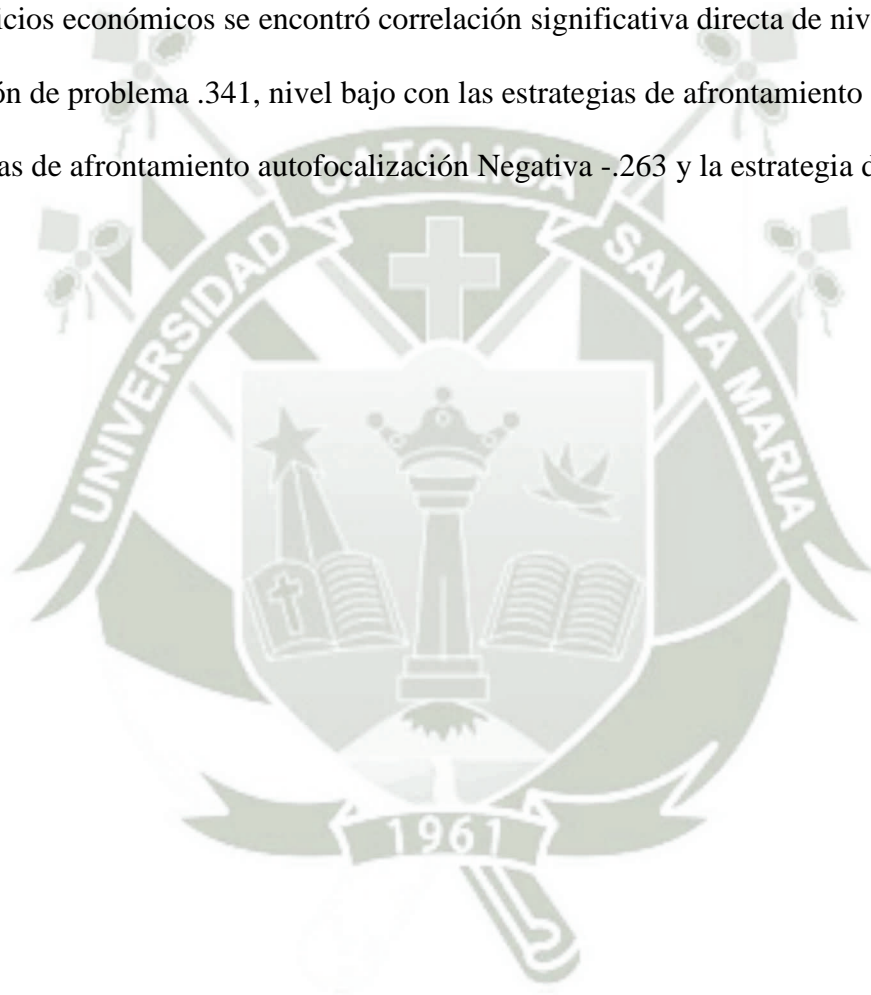 icios económicos se encontró correlación significativa directa de niv
ón de problema .341, nivel bajo con las estrategias de afrontamiento
as de afrontamiento autofocalización Negativa -.263 y la estrategia d
UNIVERSIDAD CATOLICA SANTA MARIA
1961